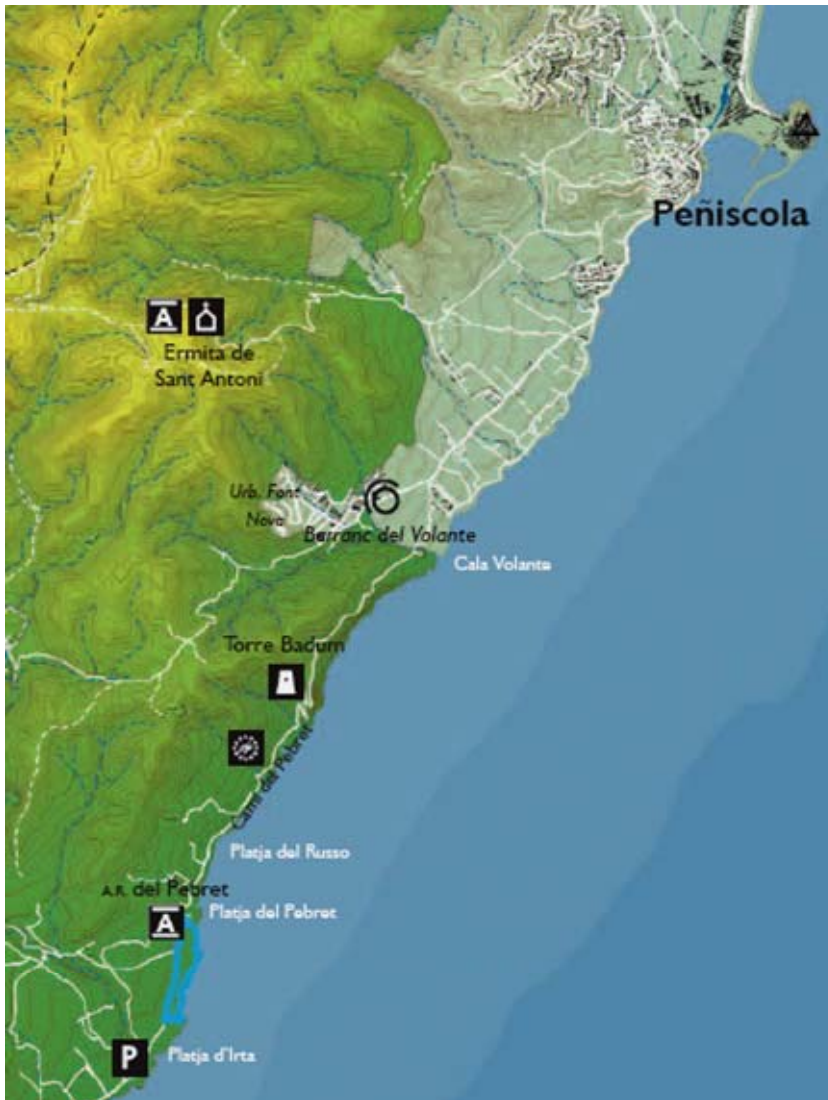 Peñiscola
A
Ermita de
Sant Antoni
Urb. Font
Nova
Barranc del Volante
Cala Volante
Torre Badum
Camí del Pebret
Platja del Russo
A.R. del Pebret
A
Platja del Pebret
P
Platja d'Irta